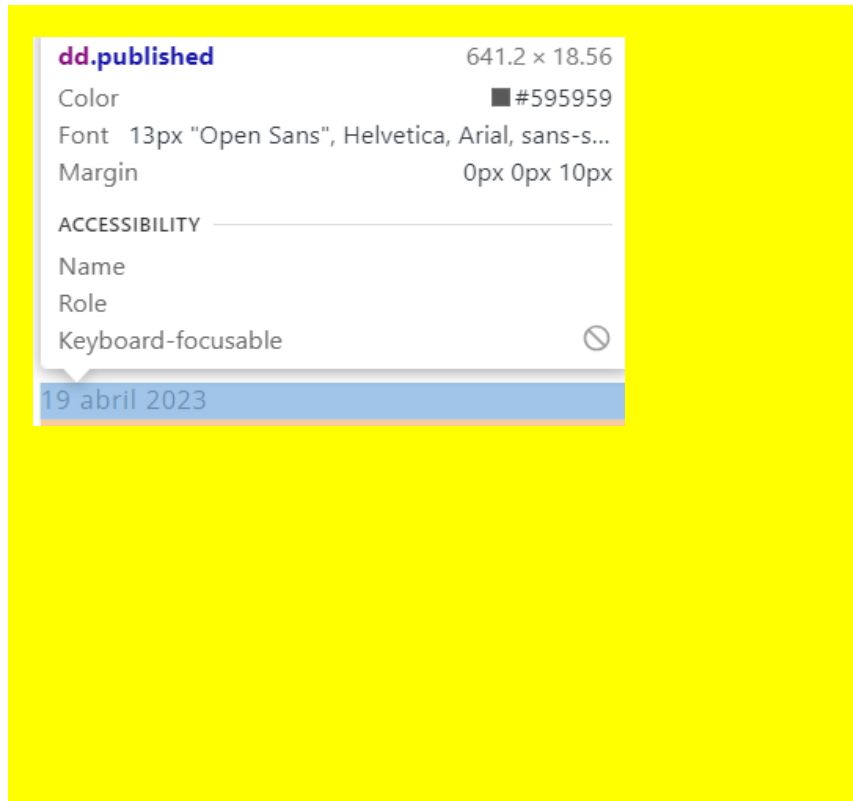 dd.published 641.2 × 18.56
Color #595959
Font 13px "Open Sans", Helvetica, Arial, sans-s...
Margin 0px 0px 10px
ACCESSIBILITY
Name
Role
Keyboard-focusable
19 abril 2023